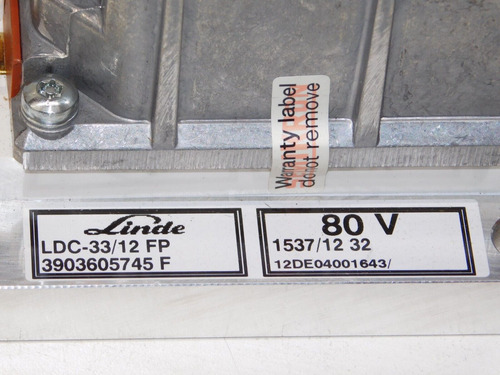 Warranty label
do not remove
Linde
LDC-33/12 FP
3903605745 F
80 V
1537/12 32
12DE04001643/